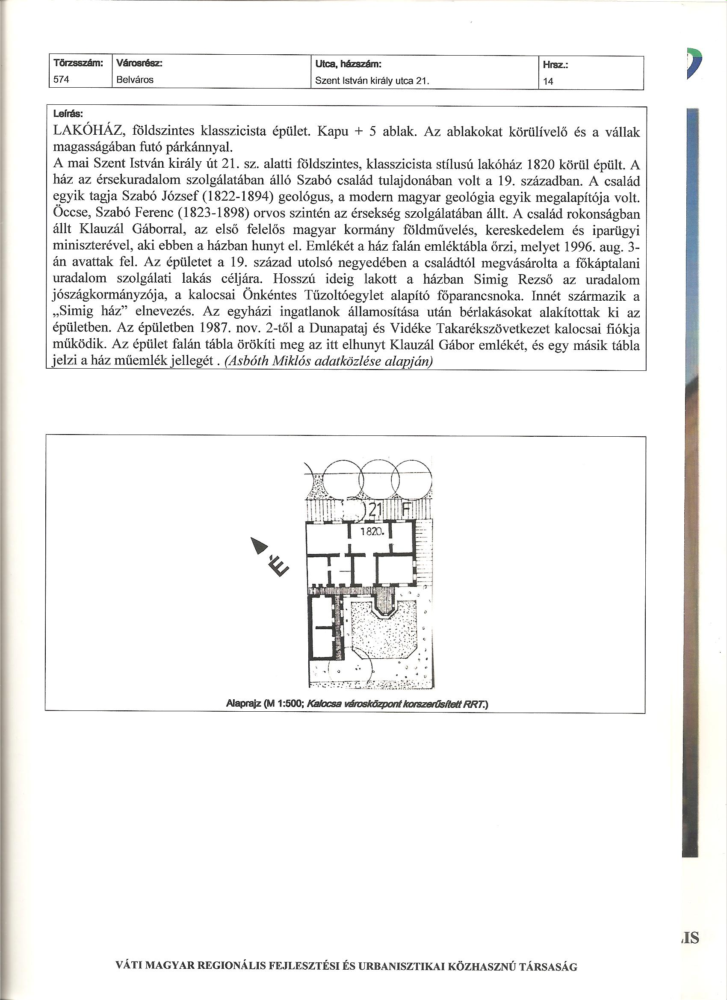 Törzsszám: Városrész: Utca, házszám: Hrsz.:
574 Belváros Szent István király utca 21. 14
Leírás:
LAKÓHÁZ, földszintes klasszicista épület. Kapu + 5 ablak. Az ablakokat körülívelő és a vállak
magasságában futó párkánnyal.
A mai Szent István király út 21. sz. alatti földszintes, klasszicista stílusú lakóház 1820 körül épült. A
ház az érsekuradalom szolgálatában álló Szabó család tulajdonában volt a 19. században. A család
egyik tagja Szabó József (1822-1894) geológus, a modern magyar geológia egyik megalapítója volt.
Öccse, Szabó Ferenc (1823-1898) orvos szintén az érsekség szolgálatában állt. A család rokonságban
állt Klauzál Gáborral, az első felelős magyar kormány földművelés, kereskedelem és iparügyi
miniszterével, aki ebben a házban hunyt el. Emlékét a ház falán emléktábla őrzi, melyet 1996. aug. 3-
án avattak fel. Az épületet a 19. század utolsó negyedében a családtól megvásárolta a főkáptalani
uradalom szolgálati lakás céljára. Hosszú ideig lakott a házban Simig Rezső az uradalom
jószágkormányzója, a kalocsai Önkéntes Tűzoltóegylet alapító főparancsnoka. Innét származik a
„Simig ház” elnevezés. Az egyházi ingatlanok államosítása után bérlakásokat alakítottak ki az
épületben. Az épületben 1987. nov. 2-től a Dunapataj és Vidéke Takarékszövetkezet kalocsai fiókja
működik. Az épület falán tábla örökíti meg az itt elhunyt Klauzál Gábor emlékét, és egy másik tábla
jelzi a ház műemlék jellegét . (Asbóth Miklós adatközlése alapján)
21 F
1820.
É
Alaprajz (M 1:500; Kalocsa városközpont korszerűsített RRT.)
LIS
VÁTI MAGYAR REGIONÁLIS FEJLESZTÉSI ÉS URBANISZTIKAI KÖZHASZNÚ TÁRSASÁG